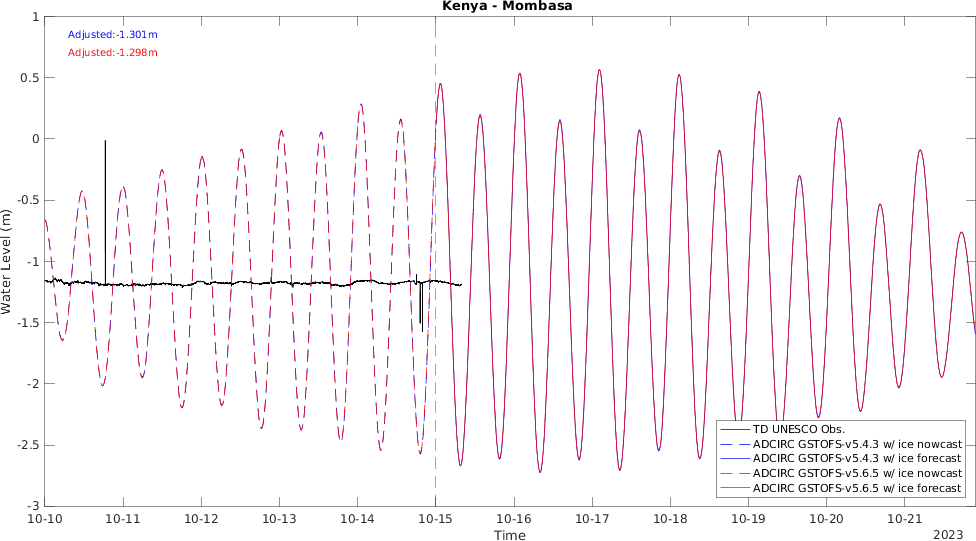 Kenya - Mombasa
Adjusted:-1.301m
Adjusted:-1.298m
1
0.5
0
-0.5
-1
-1.5
-2
-2.5
-3
Water Level (m)
TD UNESCO Obs.
ADCIRC GSTOFS-v5.4.3 w/ ice nowcast
ADCIRC GSTOFS-v5.4.3 w/ ice forecast
ADCIRC GSTOFS-v5.6.5 w/ ice nowcast
ADCIRC GSTOFS-v5.6.5 w/ ice forecast
10-10 10-11 10-12 10-13 10-14 10-15 10-16 10-17 10-18 10-19 10-20 10-21
Time
2023